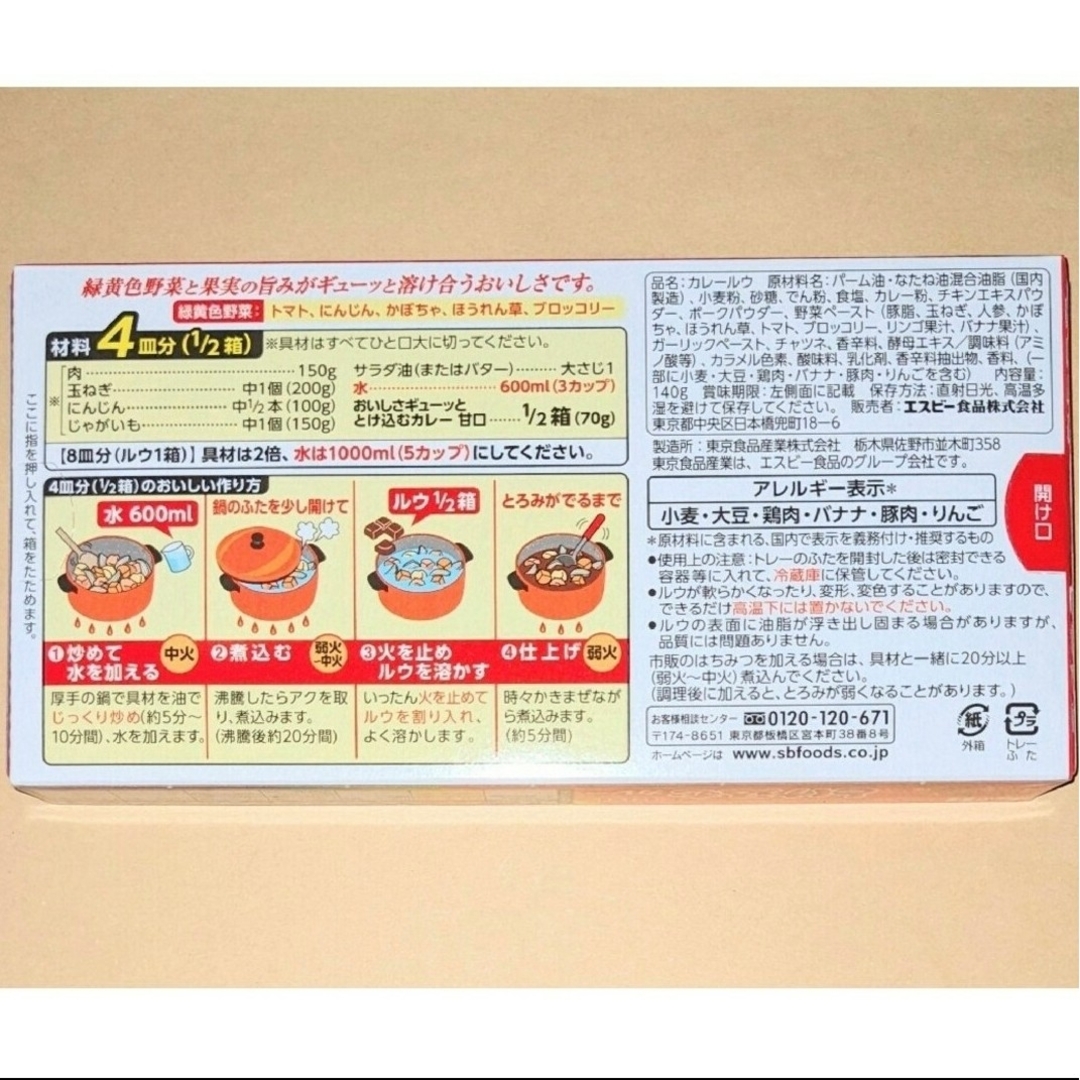 緑黄色野菜と果実の旨みがギューッと溶け合うおいしさです。
緑黄色野菜: トマト、にんじん、かぼちゃ、ほうれん草、ブロッコリー
材料 4皿分(1/2箱) ※具材はすべてひと口大に切ってください。
※
肉 150g
玉ねぎ 中1個(200g)
にんじん 中1/2本(100g)
じゃがいも 中1個(150g)
サラダ油(またはバター) 大さじ1
水 600ml(3カップ)
おいしさギューッと
とけ込むカレー 甘口 1/2箱(70g)
【8皿分(ルウ1箱)】具材は2倍、水は1000ml(5カップ)にしてください。
4皿分(1/2箱)のおいしい作り方
水 600ml
①炒めて
水を加える 中火
厚手の鍋で具材を油で
じっくり炒め(約5分〜
10分間)、水を加えます。
鍋のふたを少し開けて
②煮込む 弱火〜中火
沸騰したらアクを取
り、煮込みます。
(沸騰後約20分間)
ルウ1/2箱
③火を止め
ルウを溶かす
いったん火を止めて
ルウを割り入れ、
よく溶かします。
とろみがでるまで
④仕上げ 弱火
時々かきまぜなが
ら煮込みます。
(約5分間)
ここに指を押し入れて、箱をたためます。
品名:カレールウ 原材料名:パーム油・なたね油混合油脂(国内
製造)、小麦粉、砂糖、でん粉、食塩、カレー粉、チキンエキスパウ
ダー、ポークパウダー、野菜ペースト(豚脂、玉ねぎ、人参、かぼ
ちゃ、ほうれん草、トマト、ブロッコリー、リンゴ果汁、バナナ果汁)、
ガーリックペースト、チャツネ、香辛料、酵母エキス/調味料(アミ
ノ酸等)、カラメル色素、酸味料、乳化剤、香辛料抽出物、香料、(一
部に小麦・大豆・鶏肉・バナナ・豚肉・りんごを含む) 内容量:
140g 賞味期限:左側面に記載 保存方法:直射日光、高温多
湿を避けて保存してください。 販売者:エスビー食品株式会社
東京都中央区日本橋兜町18−6
製造所:東京食品産業株式会社 栃木県佐野市並木町358
東京食品産業は、エスビー食品のグループ会社です。
アレルギー表示*
小麦・大豆・鶏肉・バナナ・豚肉・りんご
*原材料に含まれる、国内で表示を義務付け・推奨するもの
●使用上の注意:トレーのふたを開封した後は密封できる
容器等に入れて、冷蔵庫に保管してください。
●ルウが軟らかくなったり、変形、変色することがありますので、
できるだけ高温下には置かないでください。
●ルウの表面に油脂が浮き出し固まる場合がありますが、
品質には問題ありません。
市販のはちみつを加える場合は、具材と一緒に20分以上
(弱火〜中火)煮込んでください。
(調理後に加えると、とろみが弱くなることがあります。)
お客様相談センター 0120-120-671
〒174-8651 東京都板橋区宮本町38番8号
ホームページは www.sbfoods.co.jp
紙
外箱
プラ
トレー
ふた
開け口